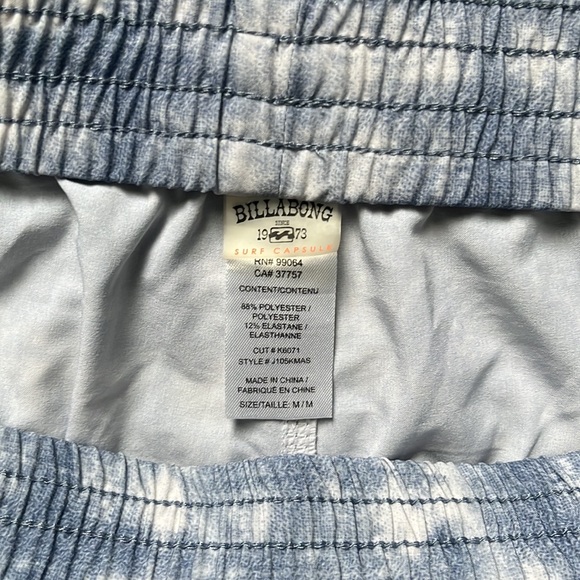 BILLABONG
SINCE
19 73
SURF CAPSULE
RN# 99064
CA# 37757
CONTENT/CONTENU
88% POLYESTER /
POLYESTER
12% ELASTANE /
ELASTHANNE
CUT # K6071
STYLE # J105KMAS
MADE IN CHINA /
FABRIQUÉ EN CHINE
SIZE/TAILLE: M / M